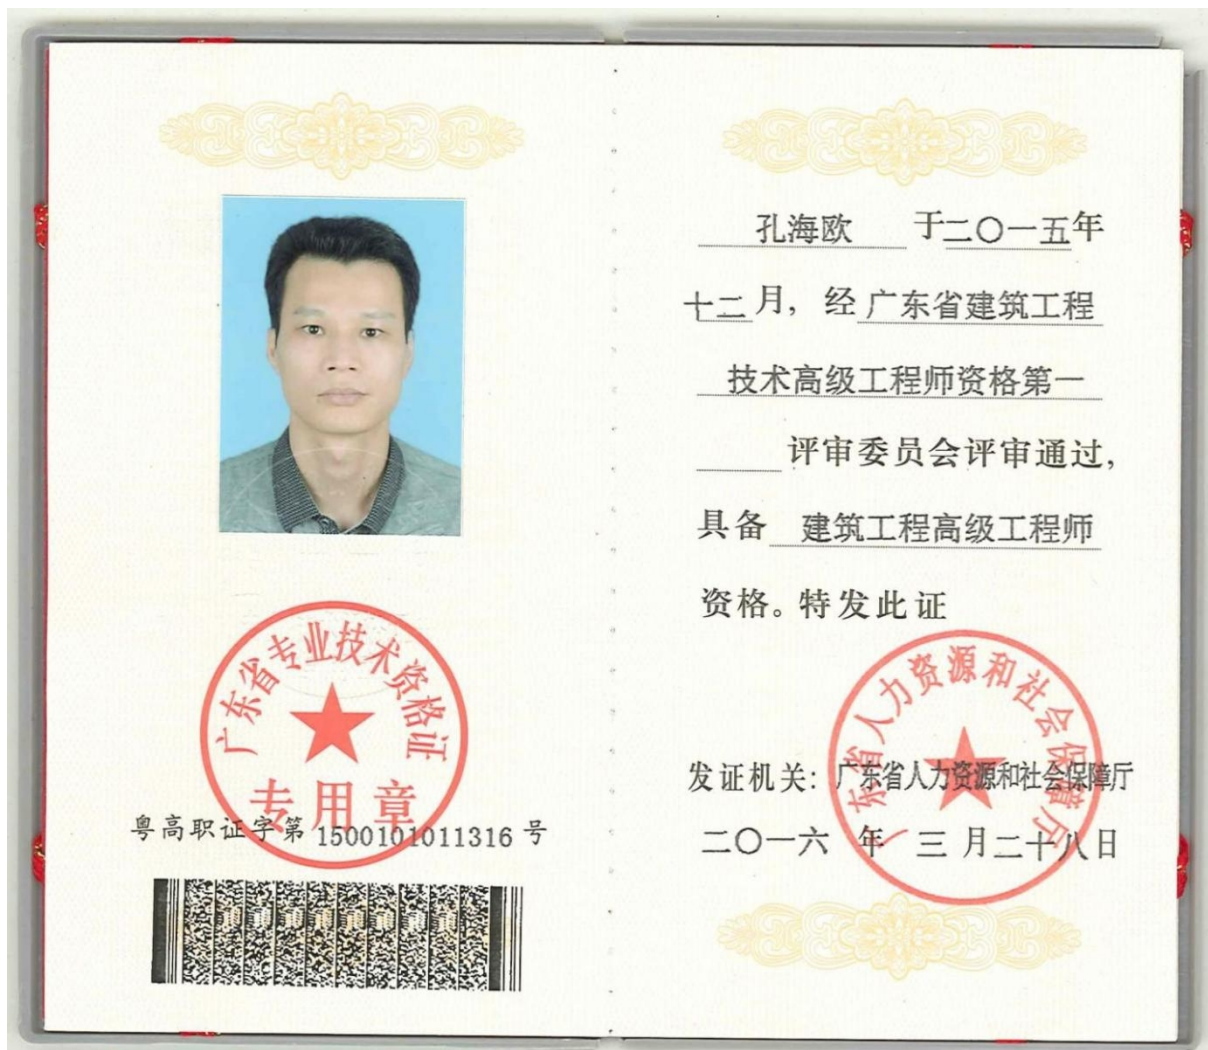 广东省专业技术资格证
专用章
粤高职证字第 1500101011316 号
孔海欧 于二〇一五年
十二月，经广东省建筑工程
技术高级工程师资格第一
评审委员会评审通过，
具备 建筑工程高级工程师
资格。特发此证
广东省人力资源和社会保障厅
发证机关：广东省人力资源和社会保障厅
二〇一六 年 三 月二十八日